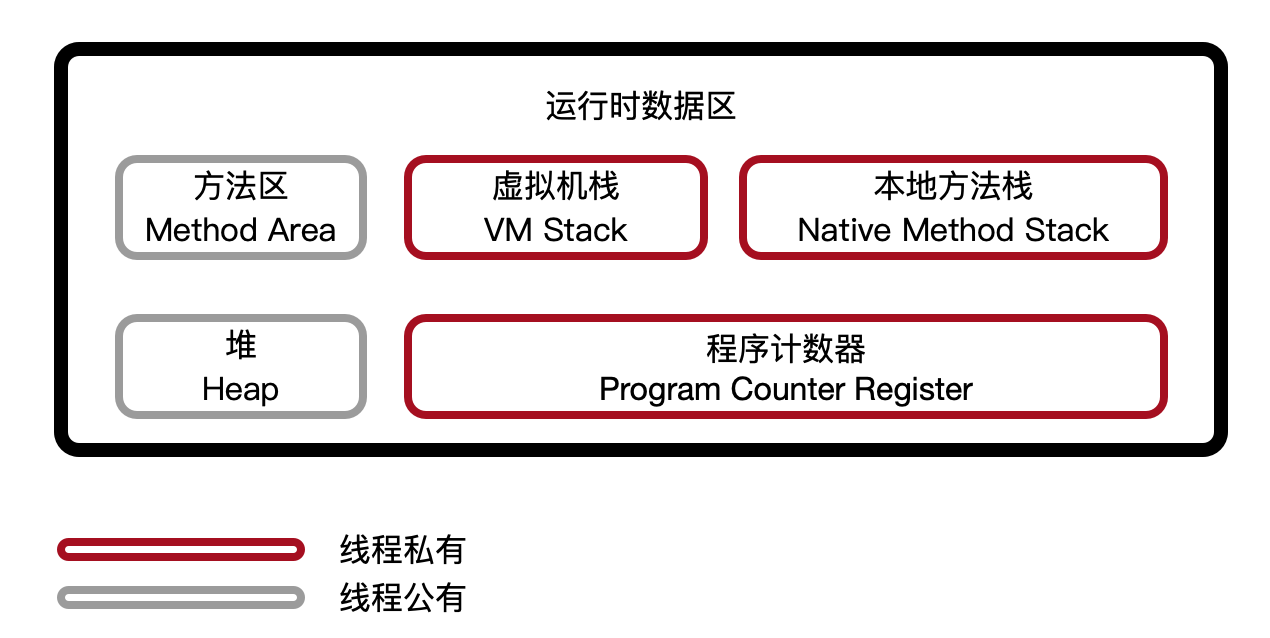 运行时数据区
方法区
Method Area
虚拟机栈
VM Stack
本地方法栈
Native Method Stack
堆
Heap
程序计数器
Program Counter Register
线程私有
线程公有